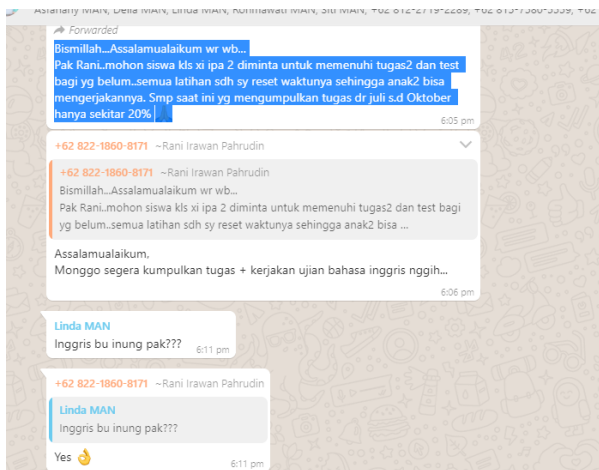 Asfahany MAN, Della MAN, Linda MAN, Rohmawati MAN, Siti MAN, +62 812-2719-2289, +62
Forwarded
Bismillah...Assalamualaikum wr wb...
Pak Rani..mohon siswa kls xi ipa 2 diminta untuk memenuhi tugas2 dan test
bagi yg belum..semua latihan sdh sy reset waktunya sehingga anak2 bisa
mengerjakannya. Smp saat ini yg mengumpulkan tugas dr juli s.d Oktober
hanya sekitar 20% 🙏
6:05 pm
+62 822-1860-8171 ~Rani Irawan Pahrudin
+62 822-1860-8171 ~Rani Irawan Pahrudin
Bismillah...Assalamualaikum wr wb...
Pak Rani..mohon siswa kls xi ipa 2 diminta untuk memenuhi tugas2 dan test bagi
yg belum..semua latihan sdh sy reset waktunya sehingga anak2 bisa ...
Assalamualaikum,
Monggo segera kumpulkan tugas + kerjakan ujian bahasa inggris nggih...
6:06 pm
Linda MAN
Inggris bu inung pak???
6:11 pm
+62 822-1860-8171 ~Rani Irawan Pahrudin
Linda MAN
Inggris bu inung pak???
Yes 👌
6:11 pm